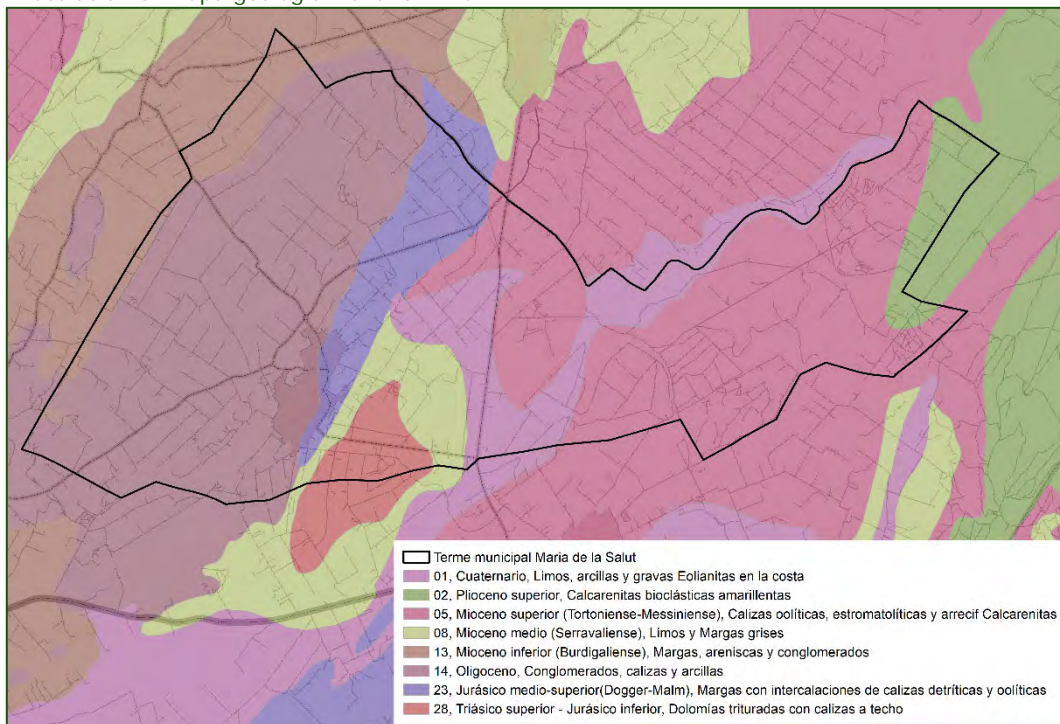 Terme municipal Maria de la Salut
01, Cuaternario, Limos, arcillas y gravas Eolianitas en la costa
02, Plioceno superior, Calcarenitas bioclásticas amarillentas
05, Mioceno superior (Tortoniense-Messiniense), Calizas oolíticas, estromatolíticas y arrecif Calcarenitas
08, Mioceno medio (Serravaliense), Limos y Margas grises
13, Mioceno inferior (Burdigaliense), Margas, areniscas y conglomerados
14, Oligoceno, Conglomerados, calizas y arcillas
23, Jurásico medio-superior(Dogger-Malm), Margas con intercalaciones de calizas detríticas y oolíticas
28, Triásico superior - Jurásico inferior, Dolomías trituradas con calizas a techo